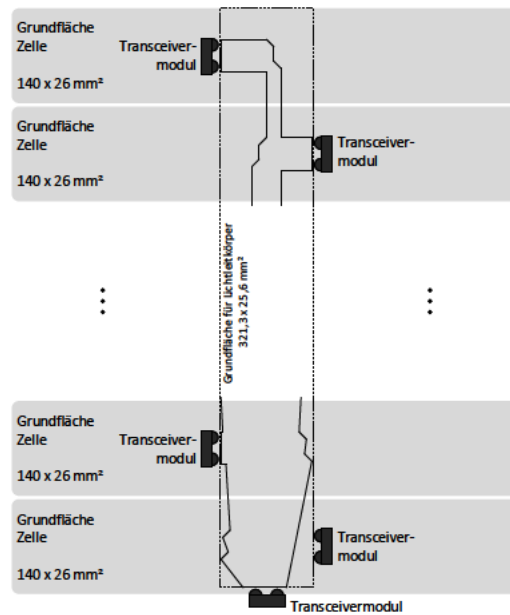 Grundfläche
Zelle
140 x 26 mm²
Transceiver-
modul
Grundfläche
Zelle
140 x 26 mm²
Transceiver-
modul
Grundfläche für Lichtleitkörper
321,3 x 25,6 mm²
Grundfläche
Zelle
140 x 26 mm²
Transceiver-
modul
Grundfläche
Zelle
140 x 26 mm²
Transceiver-
modul
Transceivermodul